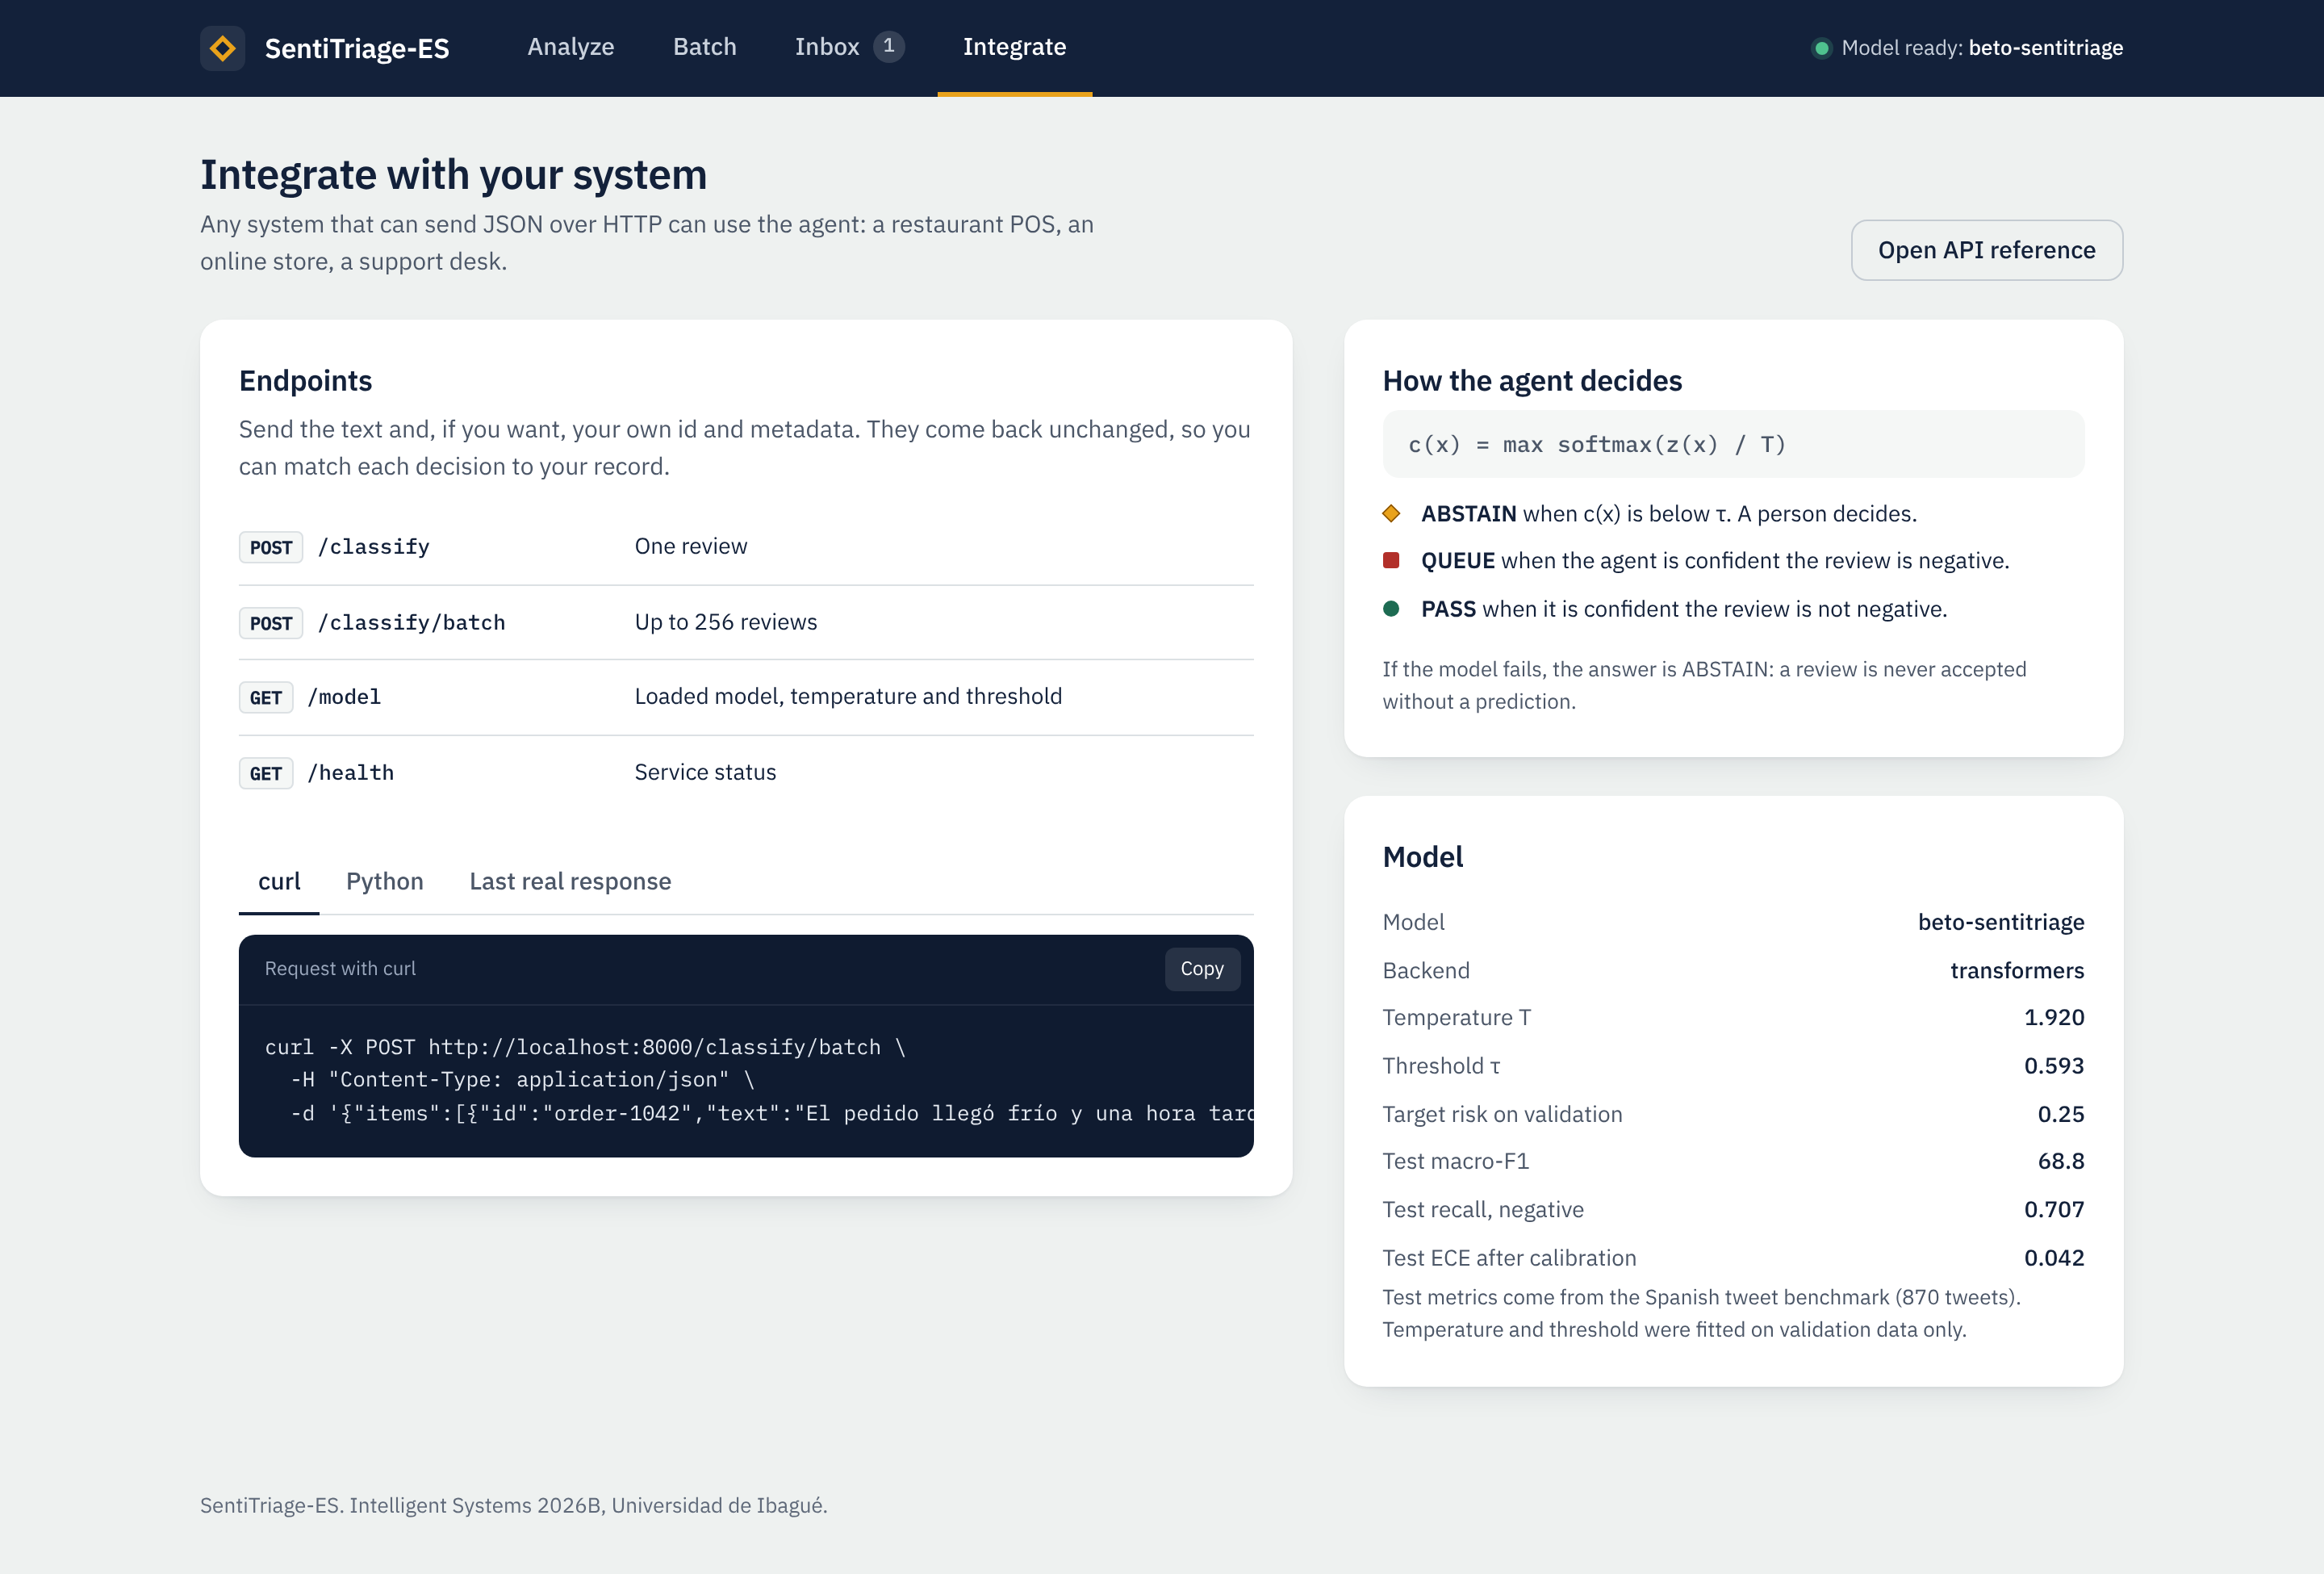 SentiTriage-ES
Analyze
Batch
Inbox 1
Integrate
Model ready: beto-sentitriage
Integrate with your system
Any system that can send JSON over HTTP can use the agent: a restaurant POS, an
online store, a support desk.
Open API reference
Endpoints
Send the text and, if you want, your own id and metadata. They come back unchanged, so you
can match each decision to your record.
POST /classify One review
POST /classify/batch Up to 256 reviews
GET /model Loaded model, temperature and threshold
GET /health Service status
curl Python Last real response
Request with curl Copy
curl -X POST http://localhost:8000/classify/batch \
-H "Content-Type: application/json" \
-d '{"items":[{"id":"order-1042","text":"El pedido llegó frío y una hora tard
How the agent decides
c(x) = max softmax(z(x) / T)
ABSTAIN when c(x) is below τ. A person decides.
QUEUE when the agent is confident the review is negative.
PASS when it is confident the review is not negative.
If the model fails, the answer is ABSTAIN: a review is never accepted
without a prediction.
Model
Model beto-sentitriage
Backend transformers
Temperature T 1.920
Threshold τ 0.593
Target risk on validation 0.25
Test macro-F1 68.8
Test recall, negative 0.707
Test ECE after calibration 0.042
Test metrics come from the Spanish tweet benchmark (870 tweets).
Temperature and threshold were fitted on validation data only.
SentiTriage-ES. Intelligent Systems 2026B, Universidad de Ibagué.